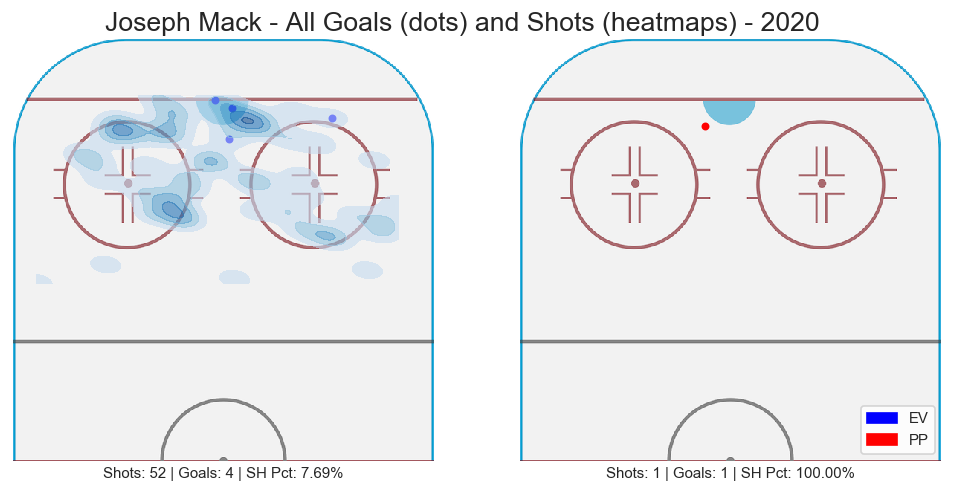 Joseph Mack - All Goals (dots) and Shots (heatmaps) - 2020
EV
PP
Shots: 52 | Goals: 4 | SH Pct: 7.69%
Shots: 1 | Goals: 1 | SH Pct: 100.00%